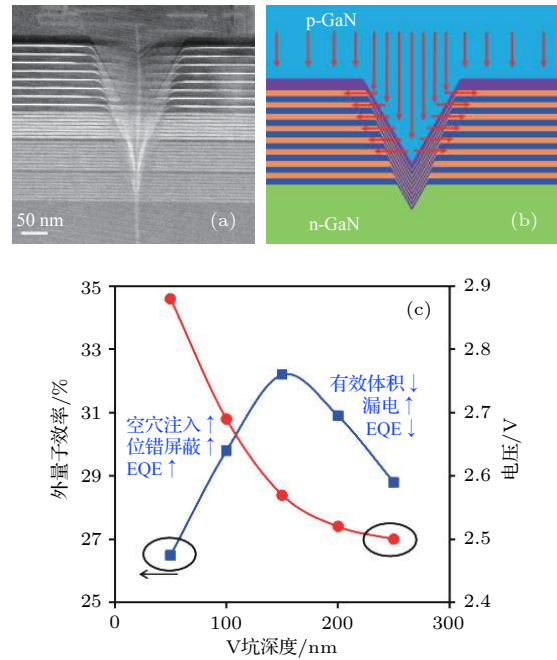 50 nm
(a)
p-GaN
n-GaN
(b)
(c)
外量子效率/%
35
33
31
29
27
25
空穴注入↑
位错屏蔽↑
EQE↑
有效体积↓
漏电↑
EQE↓
2.9
2.8
2.7
2.6
2.5
2.4
电压/V
0 100 200 300
V坑深度/nm